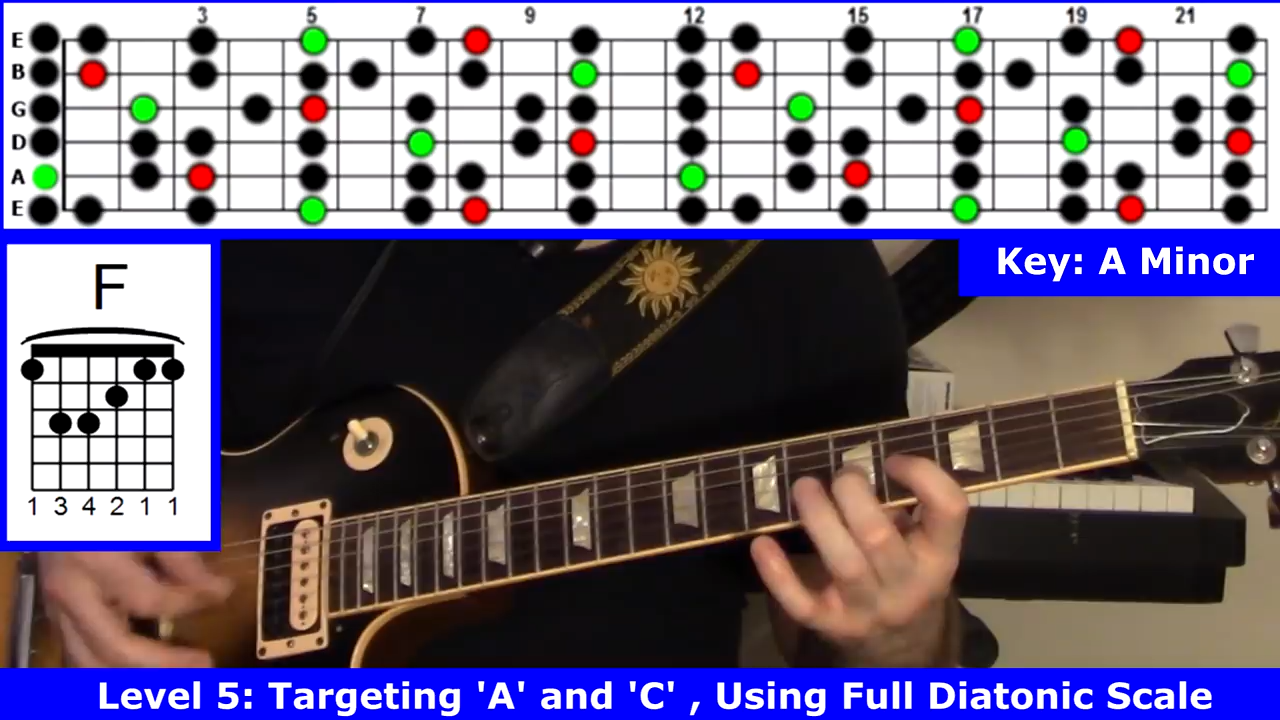 3 5 7 9 12 15 17 19 21
E
B
G
D
A
E
F
Key: A Minor
1 3 4 2 1 1
Level 5: Targeting 'A' and 'C' , Using Full Diatonic Scale